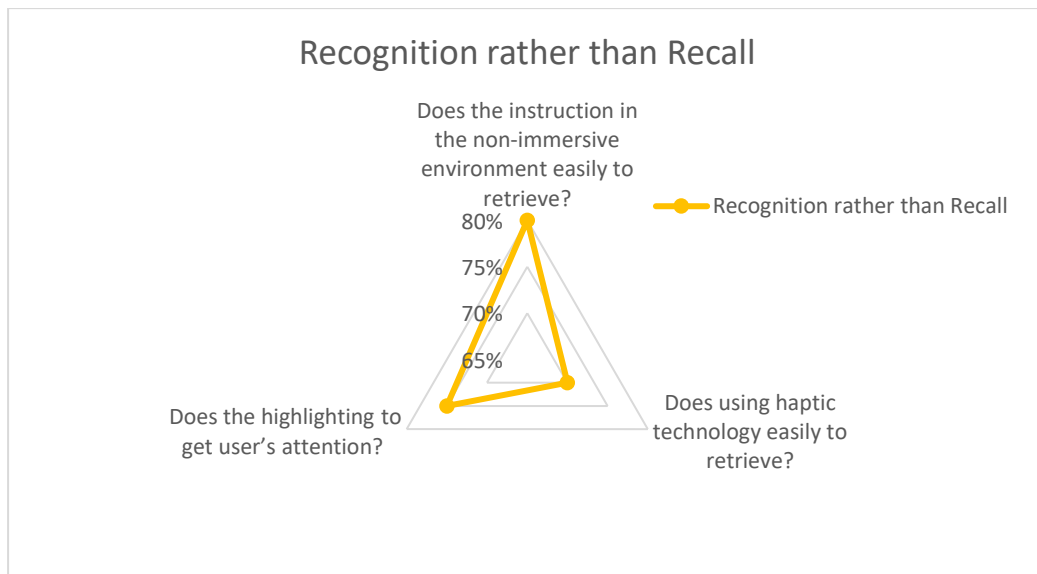 Recognition rather than Recall
Does the instruction in
the non-immersive
environment easily to
retrieve?
Recognition rather than Recall
80%
75%
70%
65%
Does the highlighting to
get user’s attention?
Does using haptic
technology easily to
retrieve?